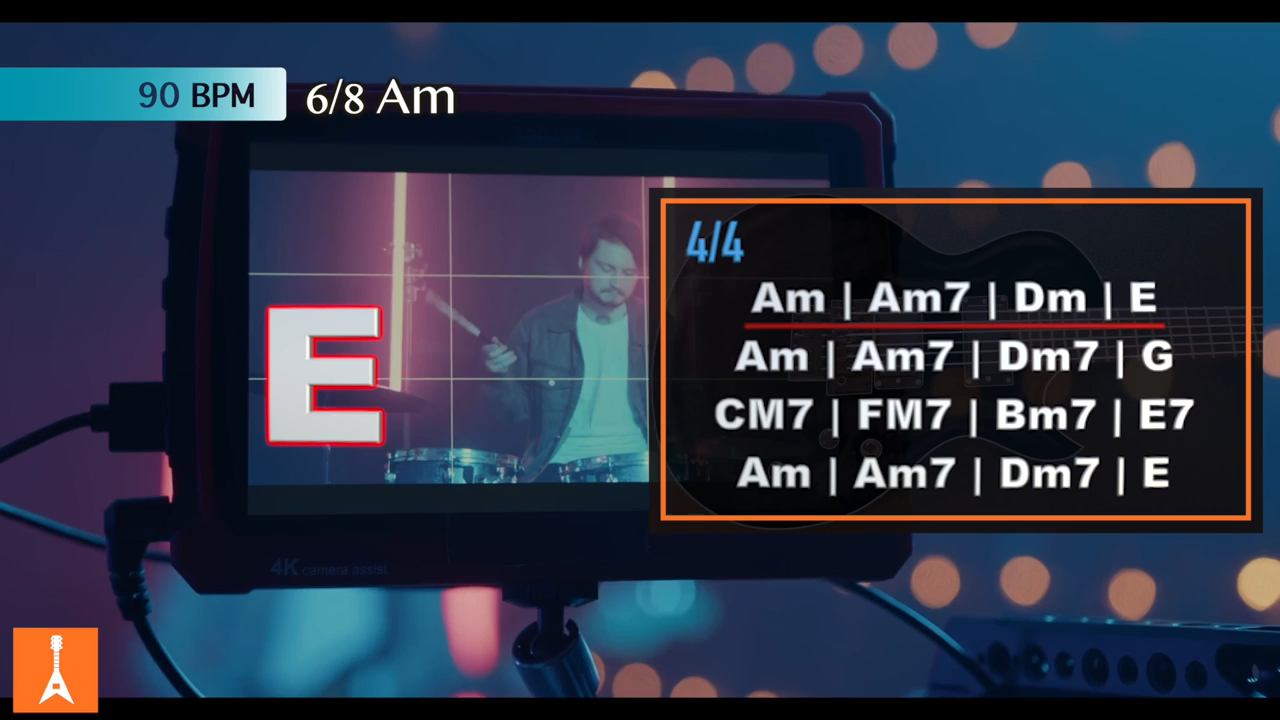 90 BPM 6/8 Am
4/4
Am | Am7 | Dm | E
Am | Am7 | Dm7 | G
CM7 | FM7 | Bm7 | E7
Am | Am7 | Dm7 | E
E
4K camera assist